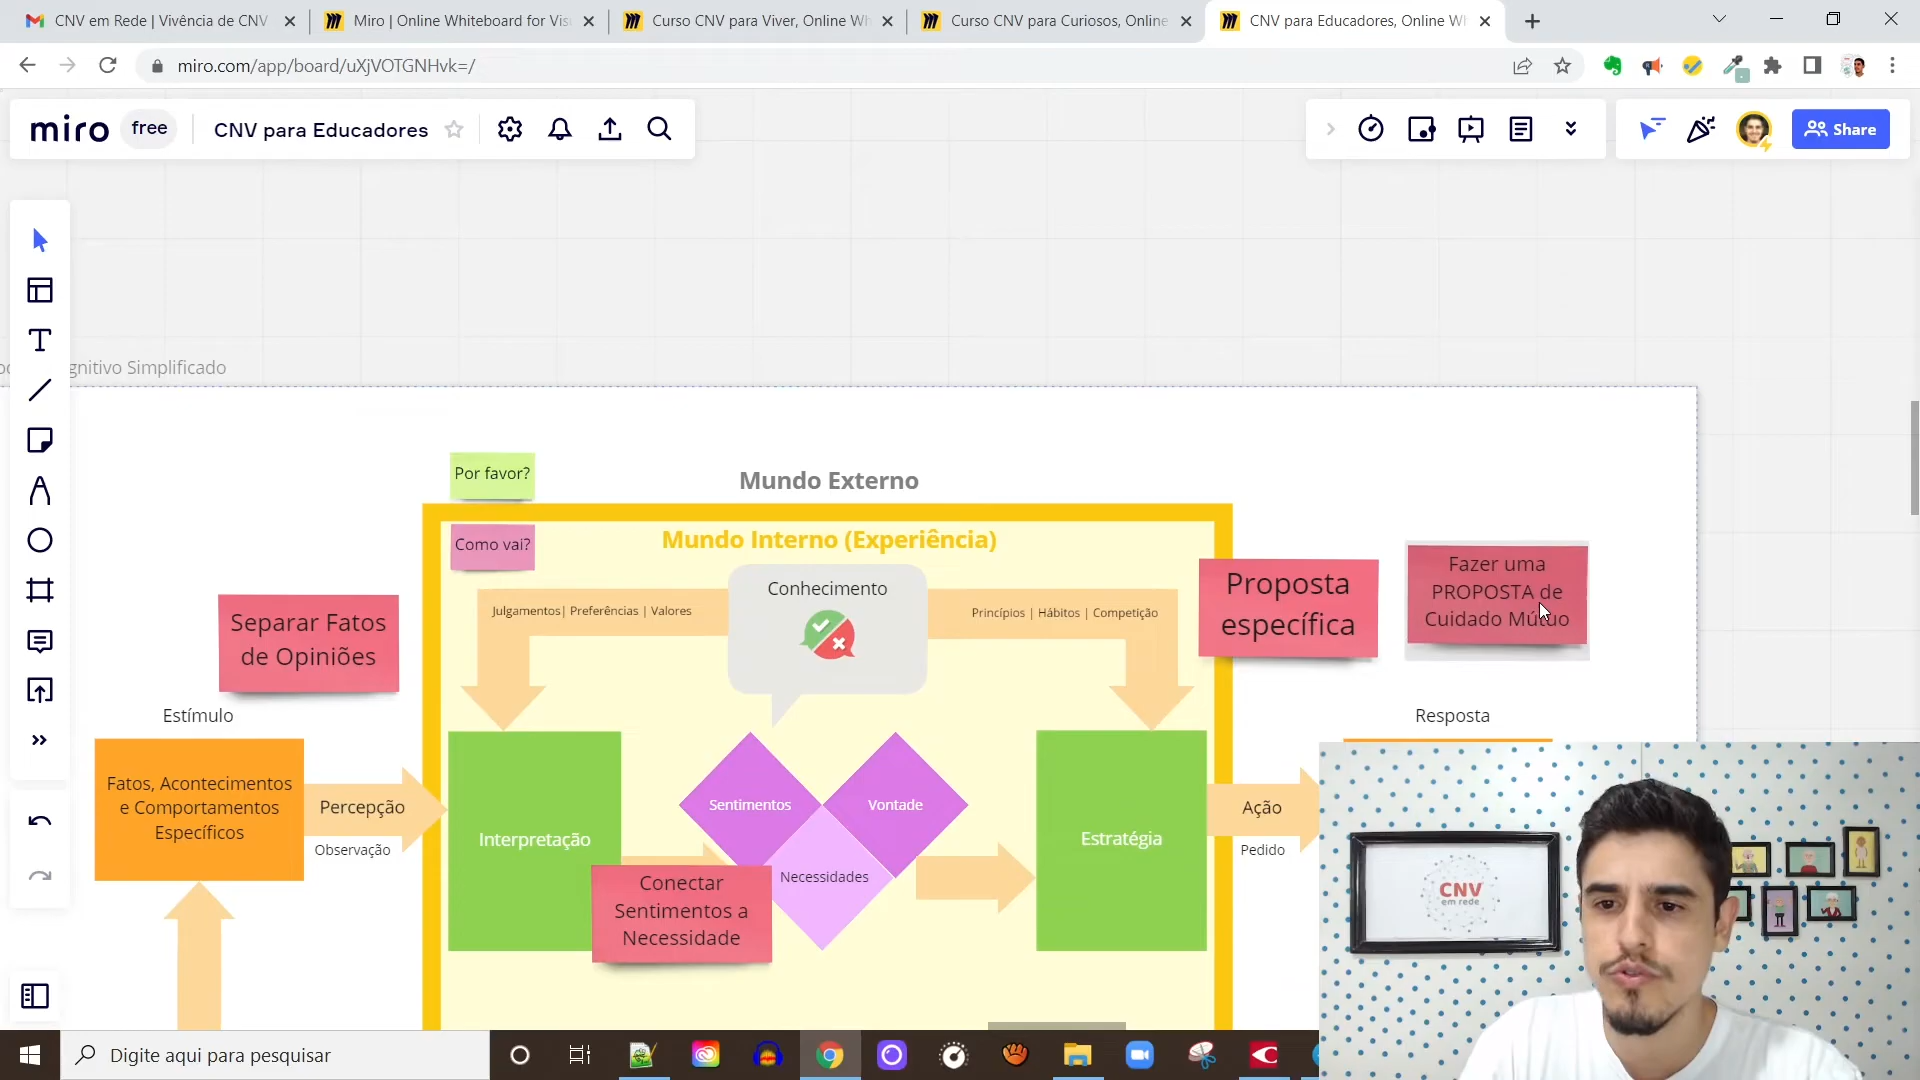 CNV em Rede | Vivência de CNV
Miro | Online Whiteboard for Vis
Curso CNV para Viver, Online Wh
Curso CNV para Curiosos, Online
CNV para Educadores, Online Wl
miro.com/app/board/uXjVOTGNHvk=/
miro
free
CNV para Educadores
Share
gnitivo Simplificado
Por favor?
Mundo Externo
Como vai?
Mundo Interno (Experiência)
Separar Fatos
de Opiniões
Julgamentos| Preferências | Valores
Conhecimento
Princípios | Hábitos | Competição
Proposta
específica
Fazer uma
PROPOSTA de
Cuidado Mútuo
Estímulo
Resposta
Fatos, Acontecimentos
e Comportamentos
Específicos
Percepção
Observação
Interpretação
Sentimentos
Vontade
Necessidades
Conectar
Sentimentos a
Necessidade
Estratégia
Ação
Pedido
CNV
em rede
Digite aqui para pesquisar